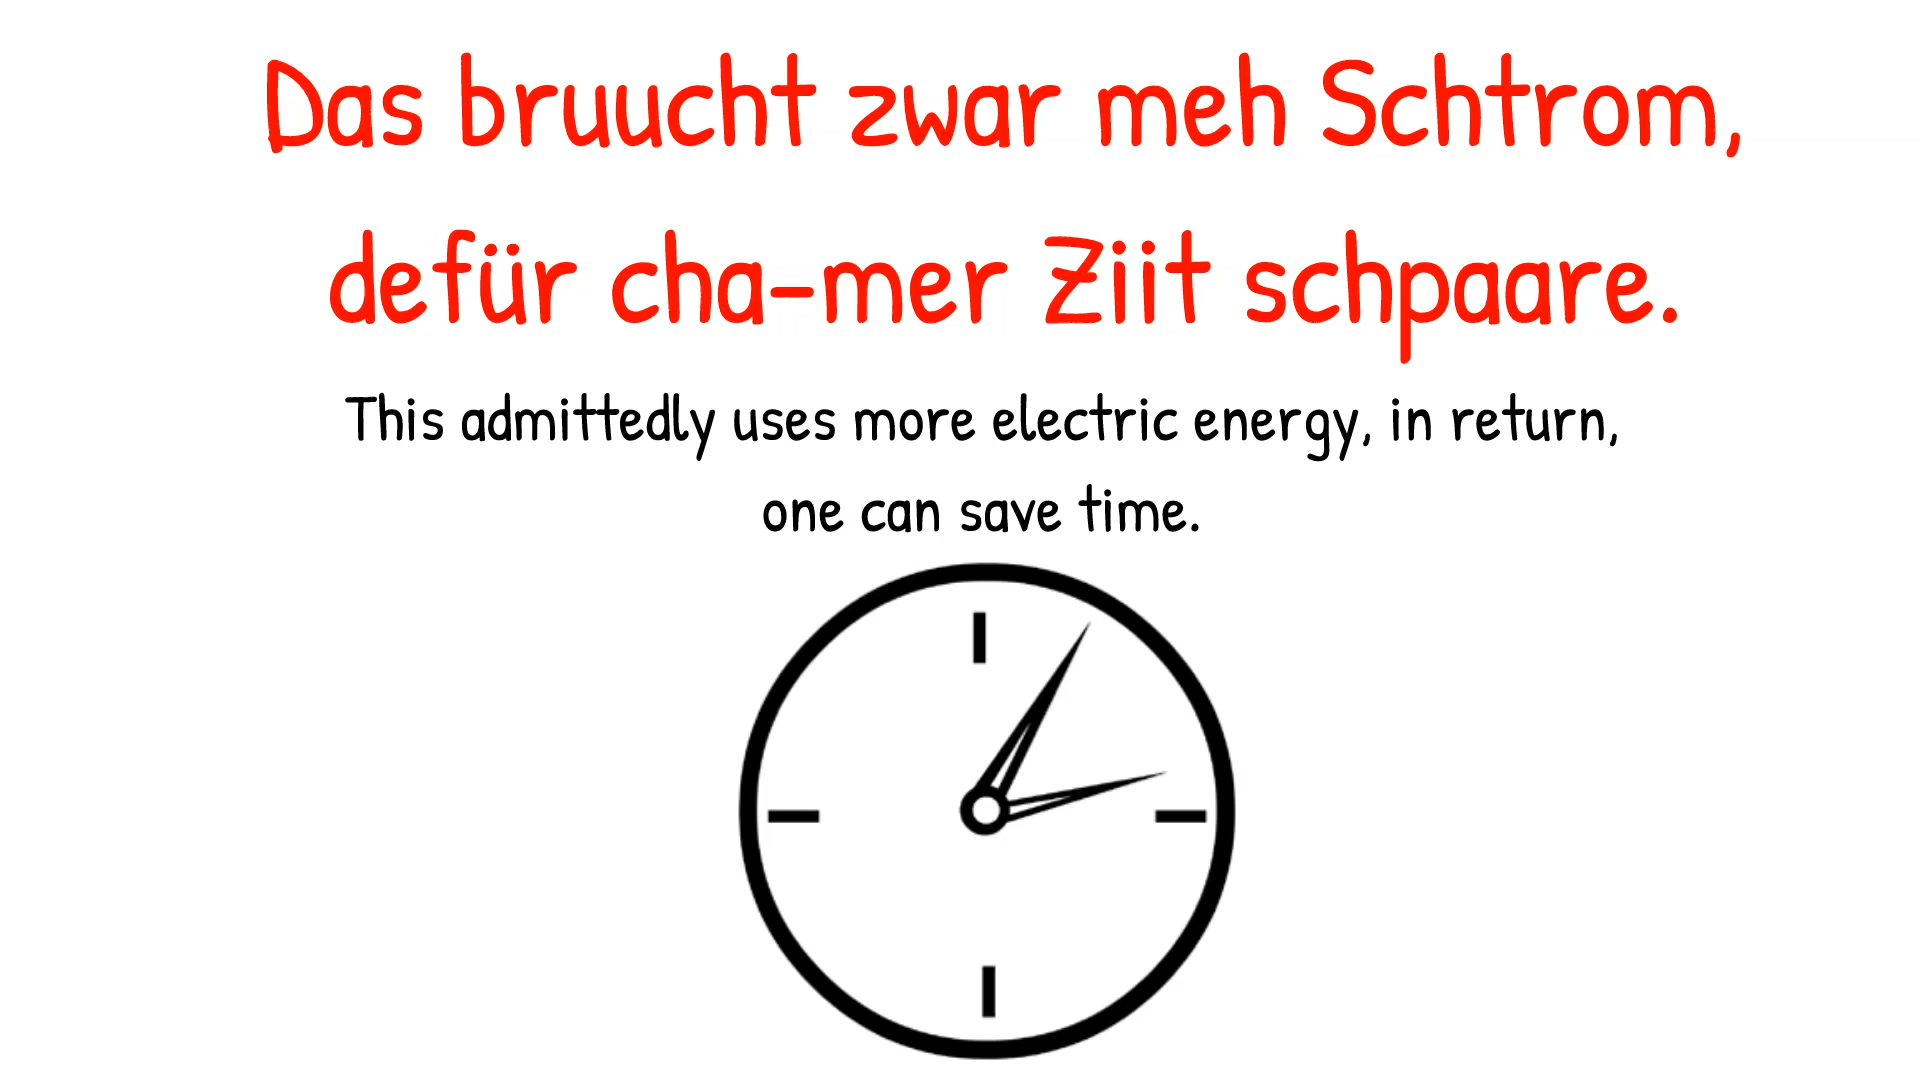 Das bruucht zwar meh Schtrom,
defür cha-mer Ziit schpaare.
This admittedly uses more electric energy, in return,
one can save time.